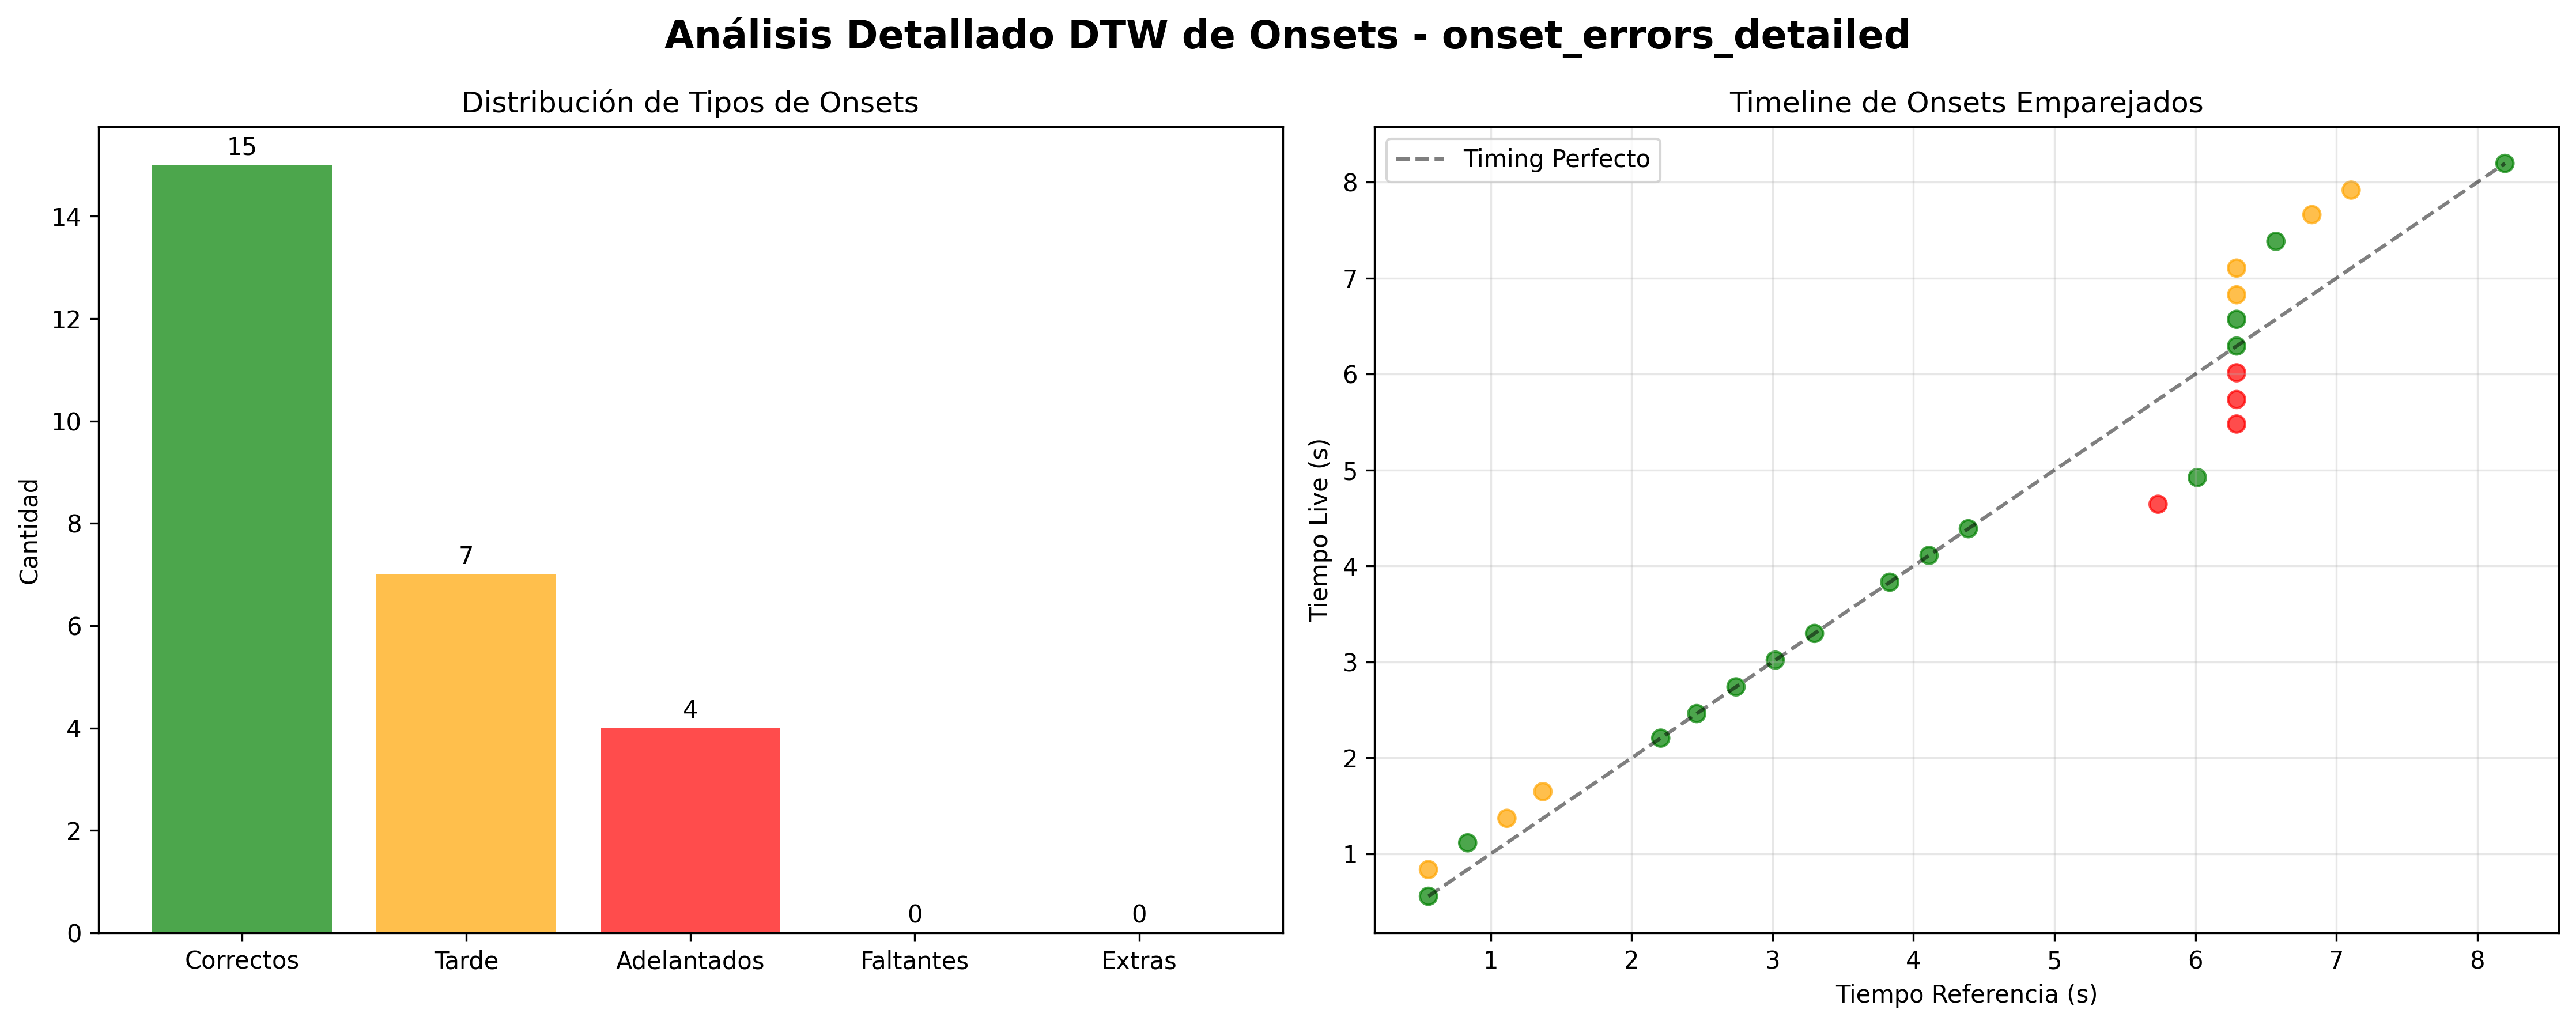 Análisis Detallado DTW de Onsets - onset_errors_detailed
Distribución de Tipos de Onsets
Cantidad
14
12
10
8
6
4
2
0
15
7
4
0
0
Correctos
Tarde
Adelantados
Faltantes
Extras
Timeline de Onsets Emparejados
Timing Perfecto
Tiempo Live (s)
8
7
6
5
4
3
2
1
1
2
3
4
5
6
7
8
Tiempo Referencia (s)